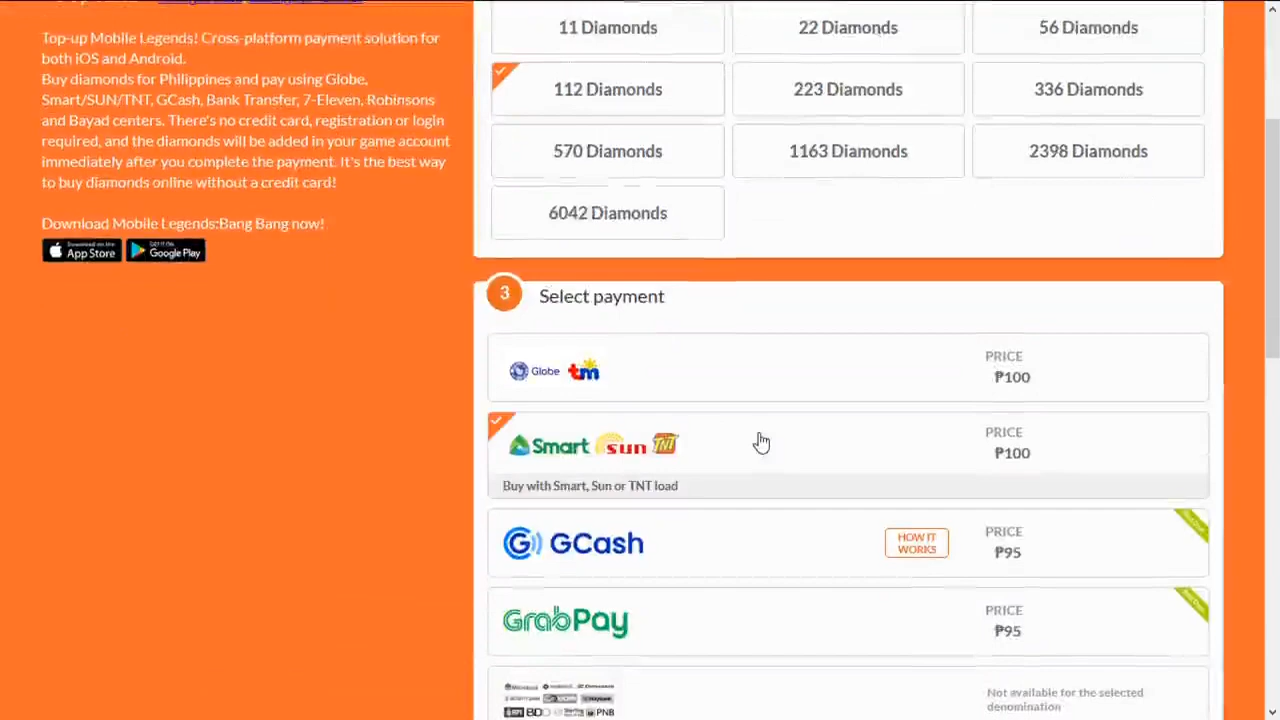 Top-up Mobile Legends! Cross-platform payment solution for
both iOS and Android.
Buy diamonds for Philippines and pay using Globe,
Smart/SUN/TNT, GCash, Bank Transfer, 7-Eleven, Robinsons
and Bayad centers. There's no credit card, registration or login
required, and the diamonds will be added in your game account
immediately after you complete the payment. It's the best way
to buy diamonds online without a credit card!
Download Mobile Legends:Bang Bang now!
Download on the App Store
GET IT ON Google Play
11 Diamonds
22 Diamonds
56 Diamonds
112 Diamonds
223 Diamonds
336 Diamonds
570 Diamonds
1163 Diamonds
2398 Diamonds
6042 Diamonds
3 Select payment
Globe tm
PRICE
₱100
Smart sun TNT
PRICE
₱100
Buy with Smart, Sun or TNT load
GCash
HOW IT
WORKS
PRICE
₱95
GrabPay
PRICE
₱95
BDO
PNB
Not available for the selected
denomination